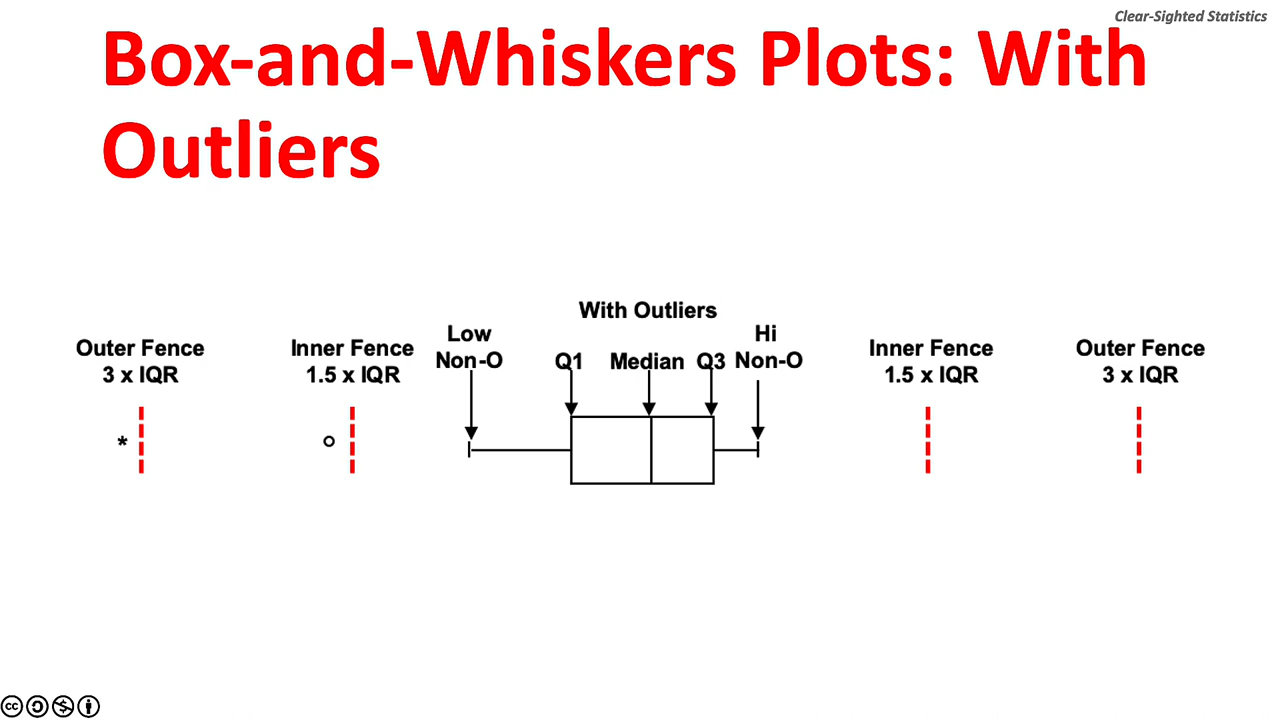 Clear-Sighted Statistics
Box-and-Whiskers Plots: With
Outliers
With Outliers
Outer Fence
3 x IQR
Inner Fence
1.5 x IQR
Low
Non-O
Q1
Median
Q3
Hi
Non-O
Inner Fence
1.5 x IQR
Outer Fence
3 x IQR
*
cc